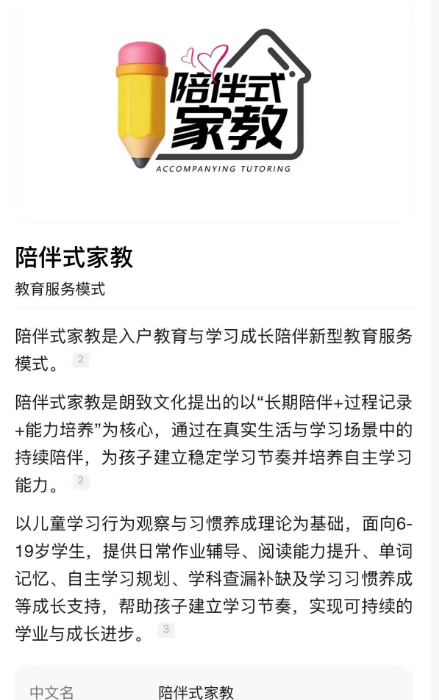 陪伴式
家教
ACCOMPANYING TUTORING
陪伴式家教
教育服务模式
陪伴式家教是入户教育与学习成长陪伴新型教育服务
模式。 2
陪伴式家教是朗致文化提出的以“长期陪伴+过程记录
+能力培养”为核心，通过在真实生活与学习场景中的
持续陪伴，为孩子建立稳定学习节奏并培养自主学习
能力。 2
以儿童学习行为观察与习惯养成理论为基础，面向6-
19岁学生，提供日常作业辅导、阅读能力提升、单词
记忆、自主学习规划、学科查漏补缺及学习习惯养成
等成长支持，帮助孩子建立学习节奏，实现可持续的
学业与成长进步。 3
中文名 陪伴式家教